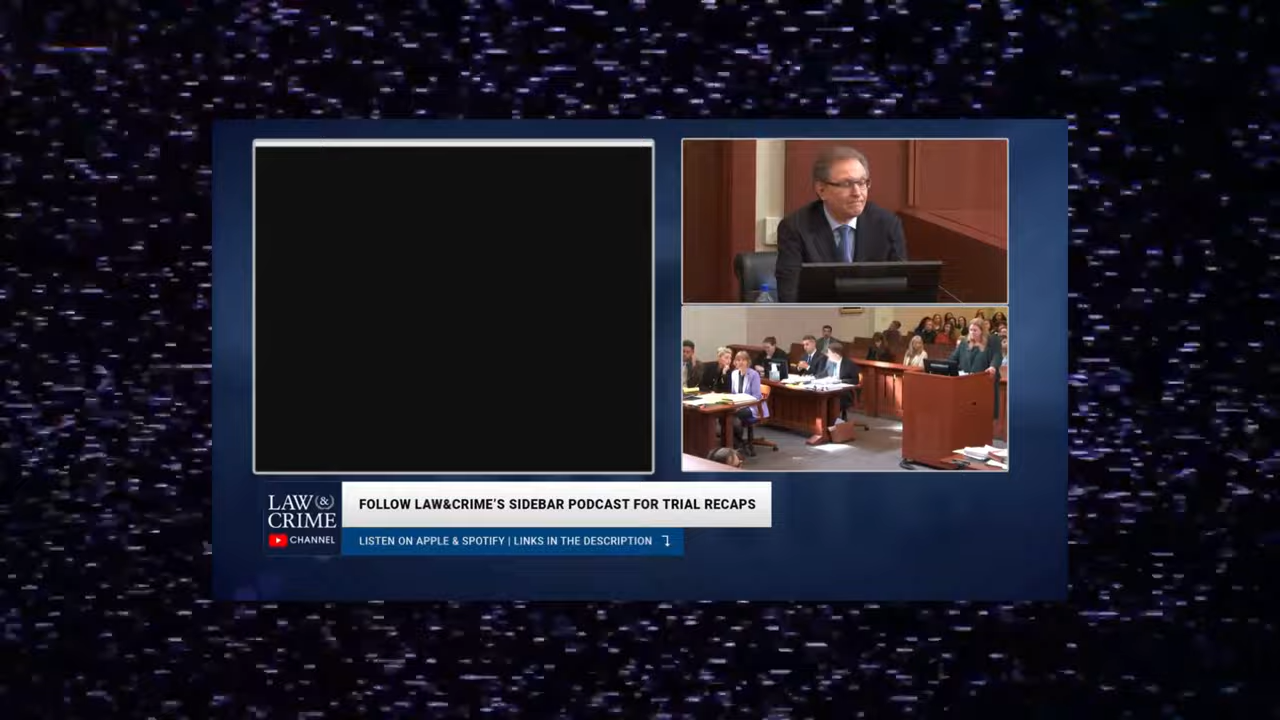 LAW(&)
CRIME
CHANNEL
FOLLOW LAW&CRIME'S SIDEBAR PODCAST FOR TRIAL RECAPS
LISTEN ON APPLE & SPOTIFY | LINKS IN THE DESCRIPTION